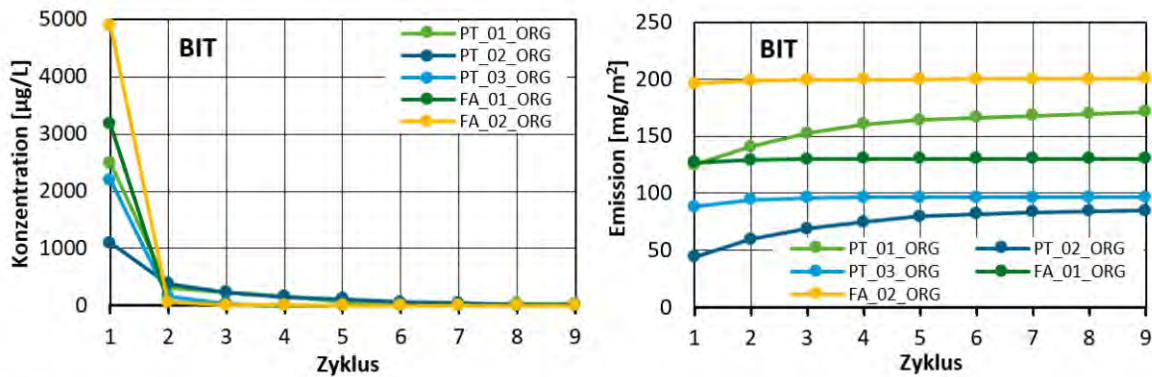 BIT
Konzentration [µg/L]
5000
4000
3000
2000
1000
0
PT_01_ORG
PT_02_ORG
PT_03_ORG
FA_01_ORG
FA_02_ORG
1 2 3 4 5 6 7 8 9
Zyklus
BIT
Emission [mg/m²]
250
200
150
100
50
0
PT_01_ORG PT_02_ORG
PT_03_ORG FA_01_ORG
FA_02_ORG
1 2 3 4 5 6 7 8 9
Zyklus